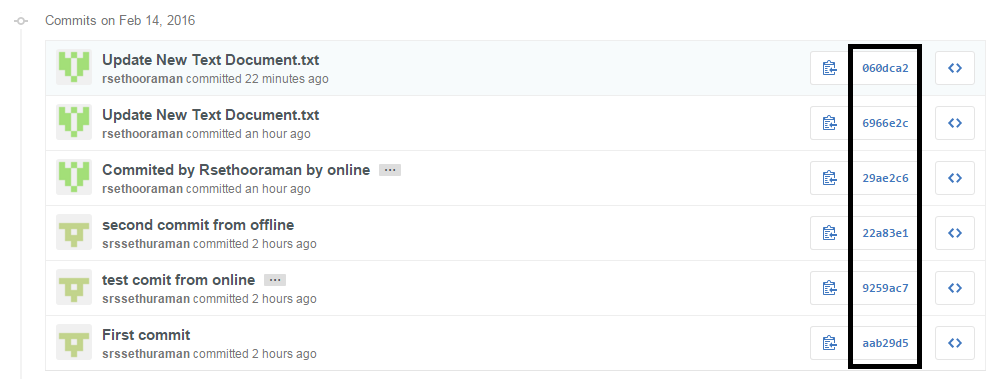 Commits on Feb 14, 2016
Update New Text Document.txt
rsethooraman committed 22 minutes ago
060dca2
Update New Text Document.txt
rsethooraman committed an hour ago
6966e2c
Commited by Rsethooraman by online ...
rsethooraman committed an hour ago
29ae2c6
second commit from offline
srssethuraman committed 2 hours ago
22a83e1
test comit from online ...
srssethuraman committed 2 hours ago
9259ac7
First commit
srssethuraman committed 2 hours ago
aab29d5